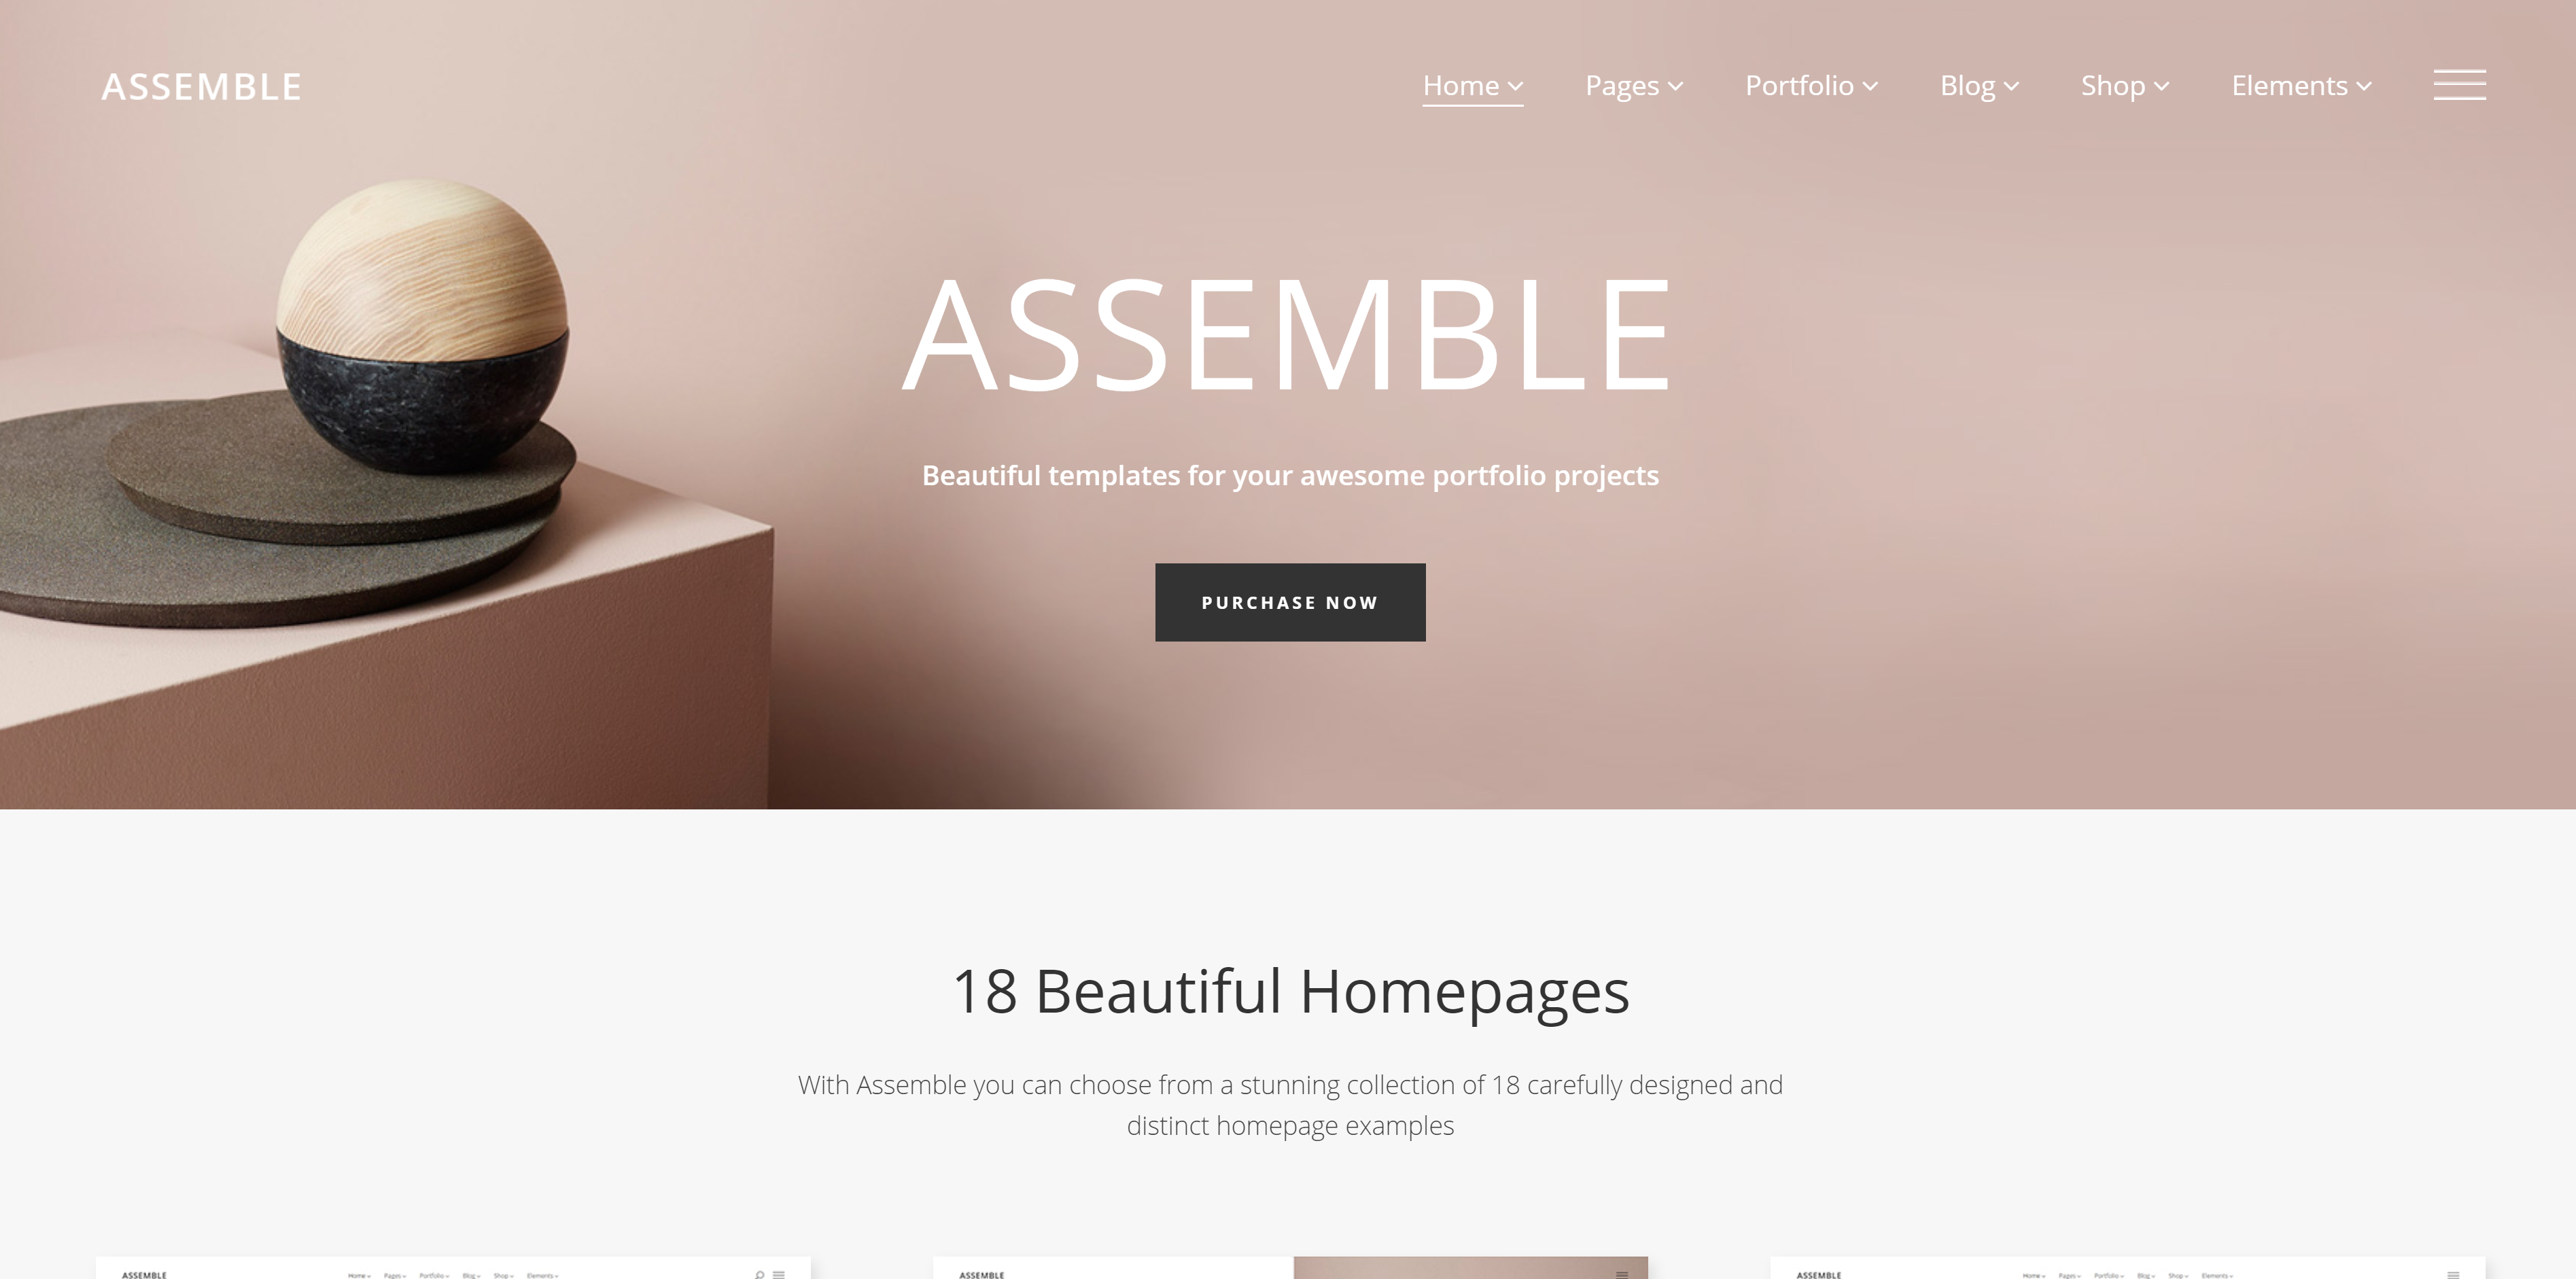 ASSEMBLE
Home Pages Portfolio Blog Shop Elements
ASSEMBLE
Beautiful templates for your awesome portfolio projects
PURCHASE NOW
18 Beautiful Homepages
With Assemble you can choose from a stunning collection of 18 carefully designed and
distinct homepage examples
ASSEMBLE Home Pages Portfolio Blog Shop Elements
ASSEMBLE
ASSEMBLE Home Pages Portfolio Blog Shop Elements